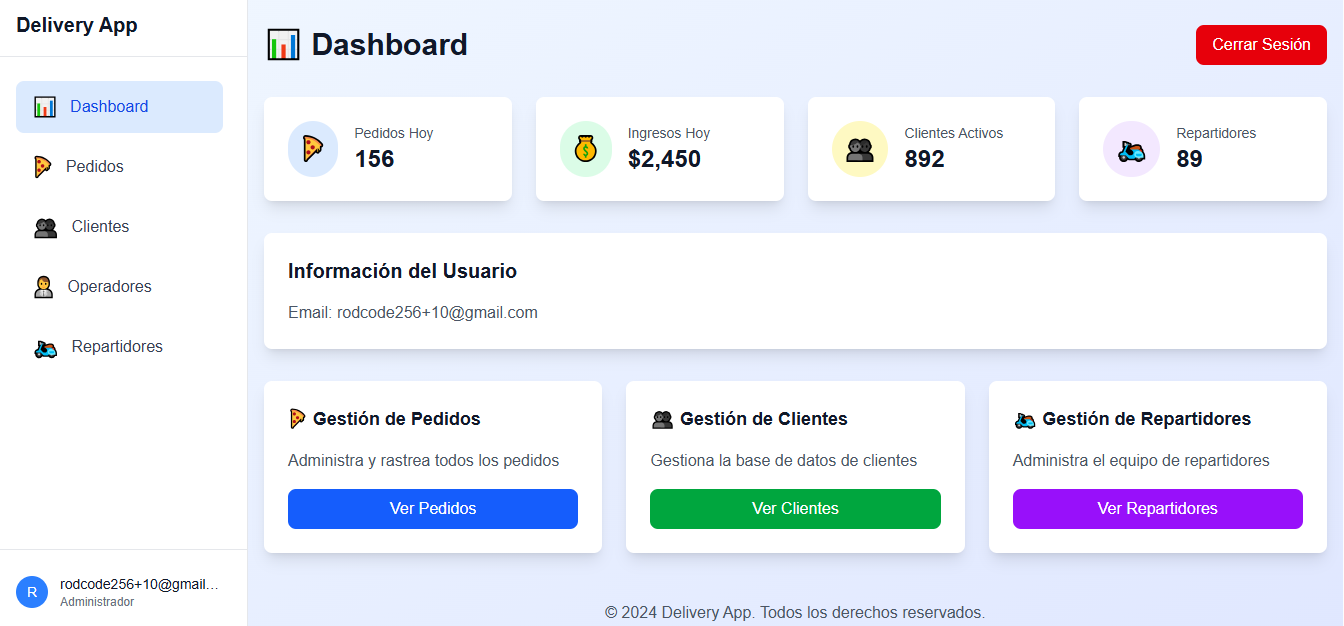 Delivery App
Dashboard
Pedidos
Clientes
Operadores
Repartidores
R
rodcode256+10@gmail...
Administrador
Dashboard
Cerrar Sesión
Pedidos Hoy
156
Ingresos Hoy
$2,450
Clientes Activos
892
Repartidores
89
Información del Usuario
Email: rodcode256+10@gmail.com
Gestión de Pedidos
Administra y rastrea todos los pedidos
Ver Pedidos
Gestión de Clientes
Gestiona la base de datos de clientes
Ver Clientes
Gestión de Repartidores
Administra el equipo de repartidores
Ver Repartidores
© 2024 Delivery App. Todos los derechos reservados.